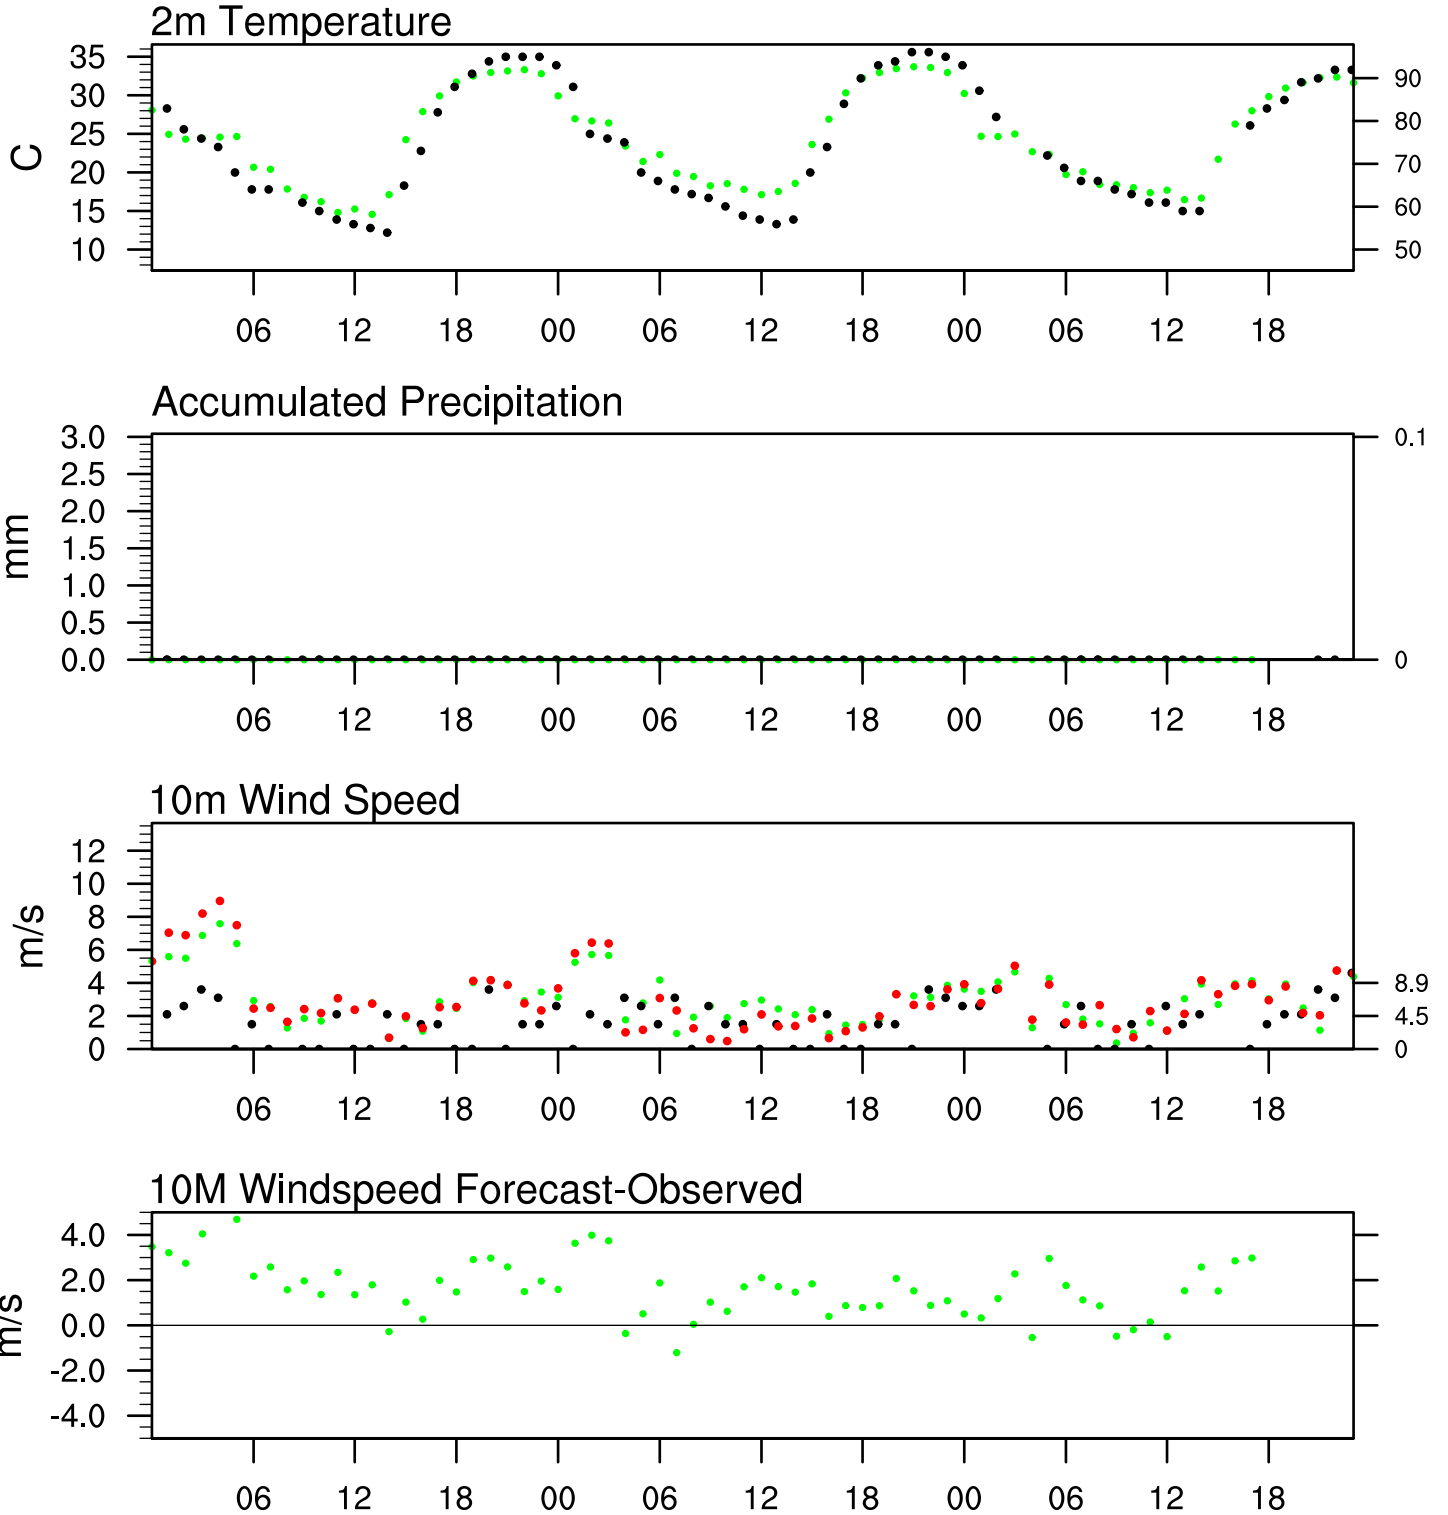 2m Temperature
35
30
25
20
15
10
C
90
80
70
60
50
06 12 18 00 06 12 18 00 06 12 18
Accumulated Precipitation
3.0
2.5
2.0
1.5
1.0
0.5
0.0
mm
0.1
0
06 12 18 00 06 12 18 00 06 12 18
10m Wind Speed
12
10
8
6
4
2
0
m/s
8.9
4.5
0
06 12 18 00 06 12 18 00 06 12 18
10M Windspeed Forecast-Observed
4.0
2.0
0.0
-2.0
-4.0
m/s
06 12 18 00 06 12 18 00 06 12 18